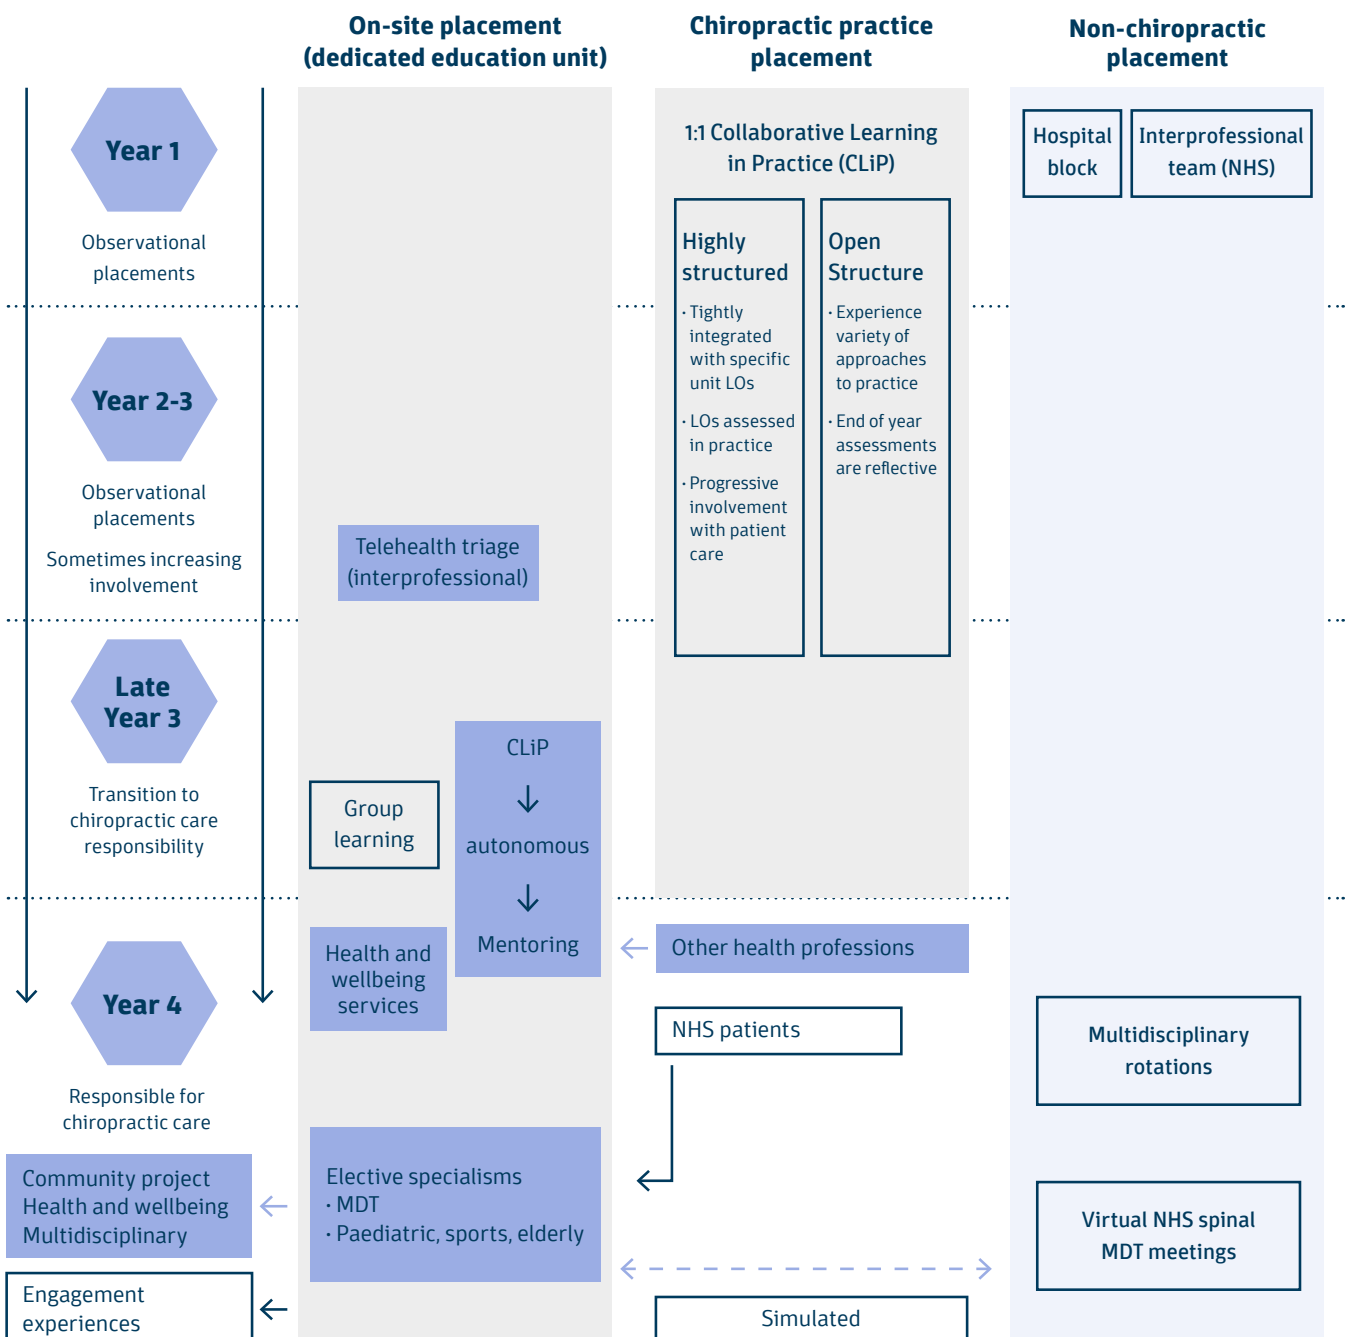 On-site placement
(dedicated education unit)
Chiropractic practice
placement
Non-chiropractic
placement
Year 1
Observational
placements
1:1 Collaborative Learning
in Practice (CLiP)
Highly
structured
· Tightly
integrated
with specific
unit LOs
· LOs assessed
in practice
· Progressive
involvement
with patient
care
Open
Structure
· Experience
variety of
approaches
to practice
· End of year
assessments
are reflective
Hospital
block
Interprofessional
team (NHS)
Year 2-3
Observational
placements
Sometimes increasing
involvement
Telehealth triage
(interprofessional)
Late
Year 3
Transition to
chiropractic care
responsibility
Group
learning
CLiP
autonomous
Mentoring
Year 4
Responsible for
chiropractic care
Health and
wellbeing
services
Other health professions
NHS patients
Multidisciplinary
rotations
Community project
Health and wellbeing
Multidisciplinary
Elective specialisms
· MDT
· Paediatric, sports, elderly
Virtual NHS spinal
MDT meetings
Engagement
experiences
Simulated